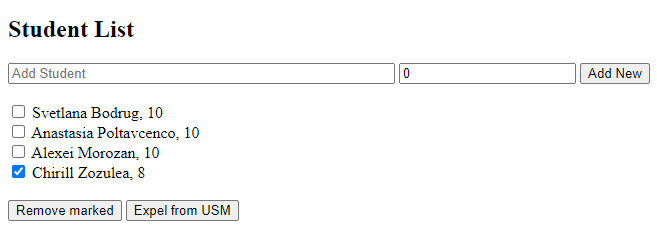 Student List
Add Student 0 Add New
Svetlana Bodrug, 10
Anastasia Poltavcenco, 10
Alexei Morozan, 10
Chirill Zozulea, 8
Remove marked Expel from USM